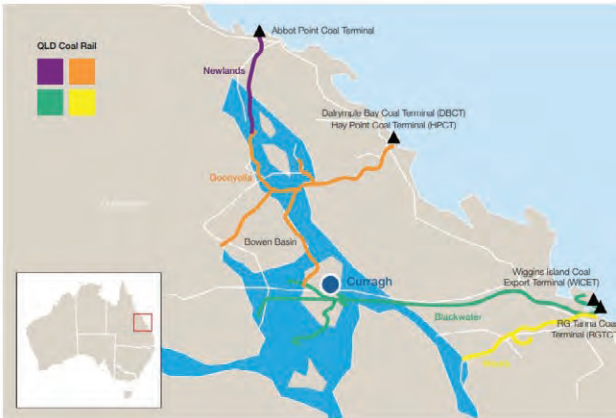 Abbot Point Coal Terminal
QLD Coal Rail
Newlands
Dalrymple Bay Coal Terminal (DBCT)
Hay Point Coal Terminal (HPCT)
Goonyella
Bowen Basin
Curragh
Wiggins Island Coal
Export Terminal (WICET)
Blackwater
RG Tanna Coal
Terminal (RGTCT)